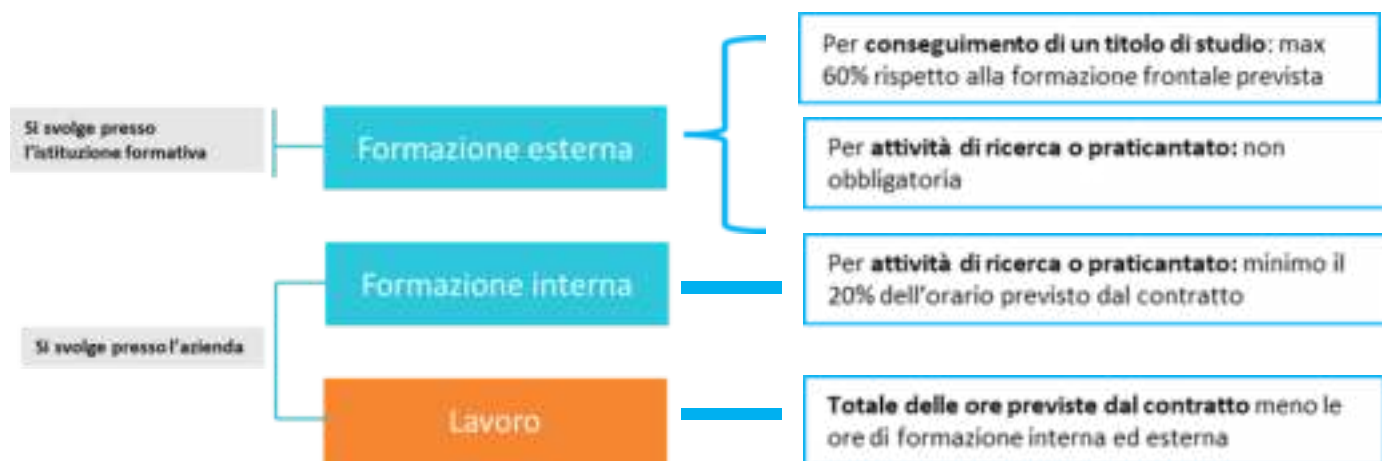 Per conseguimento di un titolo di studio: max
60% rispetto alla formazione frontale prevista
Si svolge presso
l'istituzione formativa
Formazione esterna
Per attività di ricerca o praticantato: non
obbligatoria
Formazione interna
Per attività di ricerca o praticantato: minimo il
20% dell'orario previsto dal contratto
Si svolge presso l'azienda
Lavoro
Totale delle ore previste dal contratto meno le
ore di formazione interna ed esterna